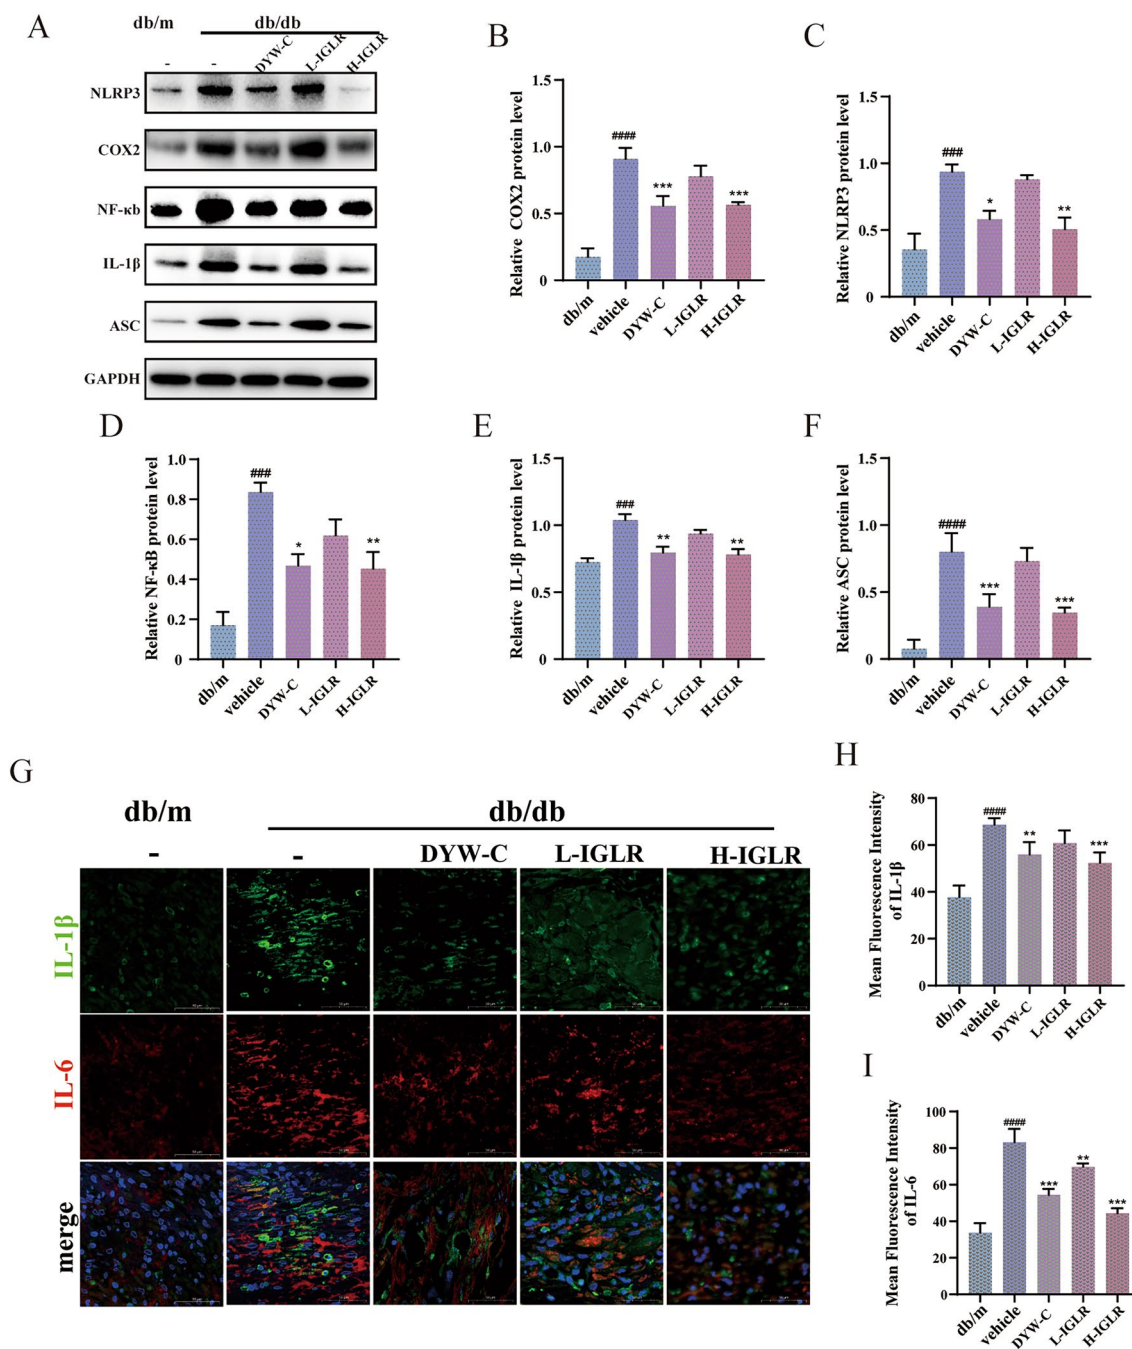 A
db/m
db/db
-
-
DYW-C
L-IGLR
H-IGLR
NLRP3
COX2
NF-κb
IL-1β
ASC
GAPDH
B
Relative COX2 protein level
1.5
1.0
0.5
0
####
***
***
db/m
vehicle
DYW-C
L-IGLR
H-IGLR
C
Relative NLRP3 protein level
1.5
1.0
0.5
0
###
*
**
db/m
vehicle
DYW-C
L-IGLR
H-IGLR
D
Relative NF-κB protein level
1.0
0.8
0.6
0.4
0.2
0
###
*
**
db/m
vehicle
DYW-C
L-IGLR
H-IGLR
E
Relative IL-1β protein level
1.5
1.0
0.5
0
###
**
**
db/m
vehicle
DYW-C
L-IGLR
H-IGLR
F
Relative ASC protein level
1.5
1.0
0.5
0
####
***
***
db/m
vehicle
DYW-C
L-IGLR
H-IGLR
G
db/m
db/db
-
-
DYW-C
L-IGLR
H-IGLR
IL-1β
IL-6
merge
H
Mean Fluorescence Intensity
of IL-1β
80
60
40
20
0
####
**
***
db/m
vehicle
DYW-C
L-IGLR
H-IGLR
I
Mean Fluorescence Intensity
of IL-6
100
80
60
40
20
0
####
***
**
***
db/m
vehicle
DYW-C
L-IGLR
H-IGLR